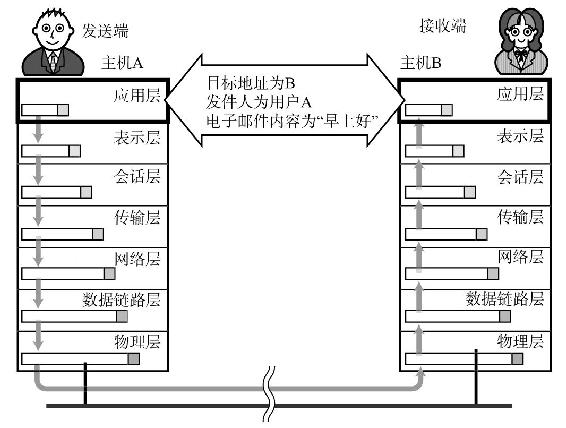 发送端
接收端
主机A
主机B
目标地址为B
发件人为用户A
电子邮件内容为“早上好”
应用层
表示层
会话层
传输层
网络层
数据链路层
物理层
应用层
表示层
会话层
传输层
网络层
数据链路层
物理层